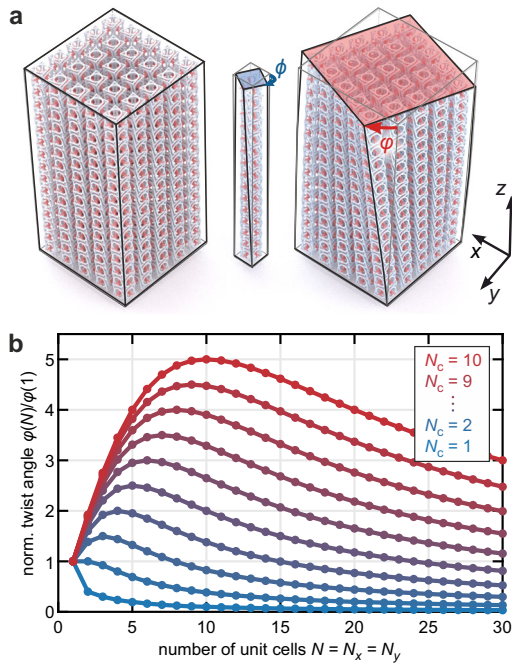 a
ϕ
φ
z
x
y
b
norm. twist angle φ(N)/φ(1)
5
4
3
2
1
0
N_c = 10
N_c = 9
⋮
N_c = 2
N_c = 1
0 5 10 15 20 25 30
number of unit cells N = N_x = N_y